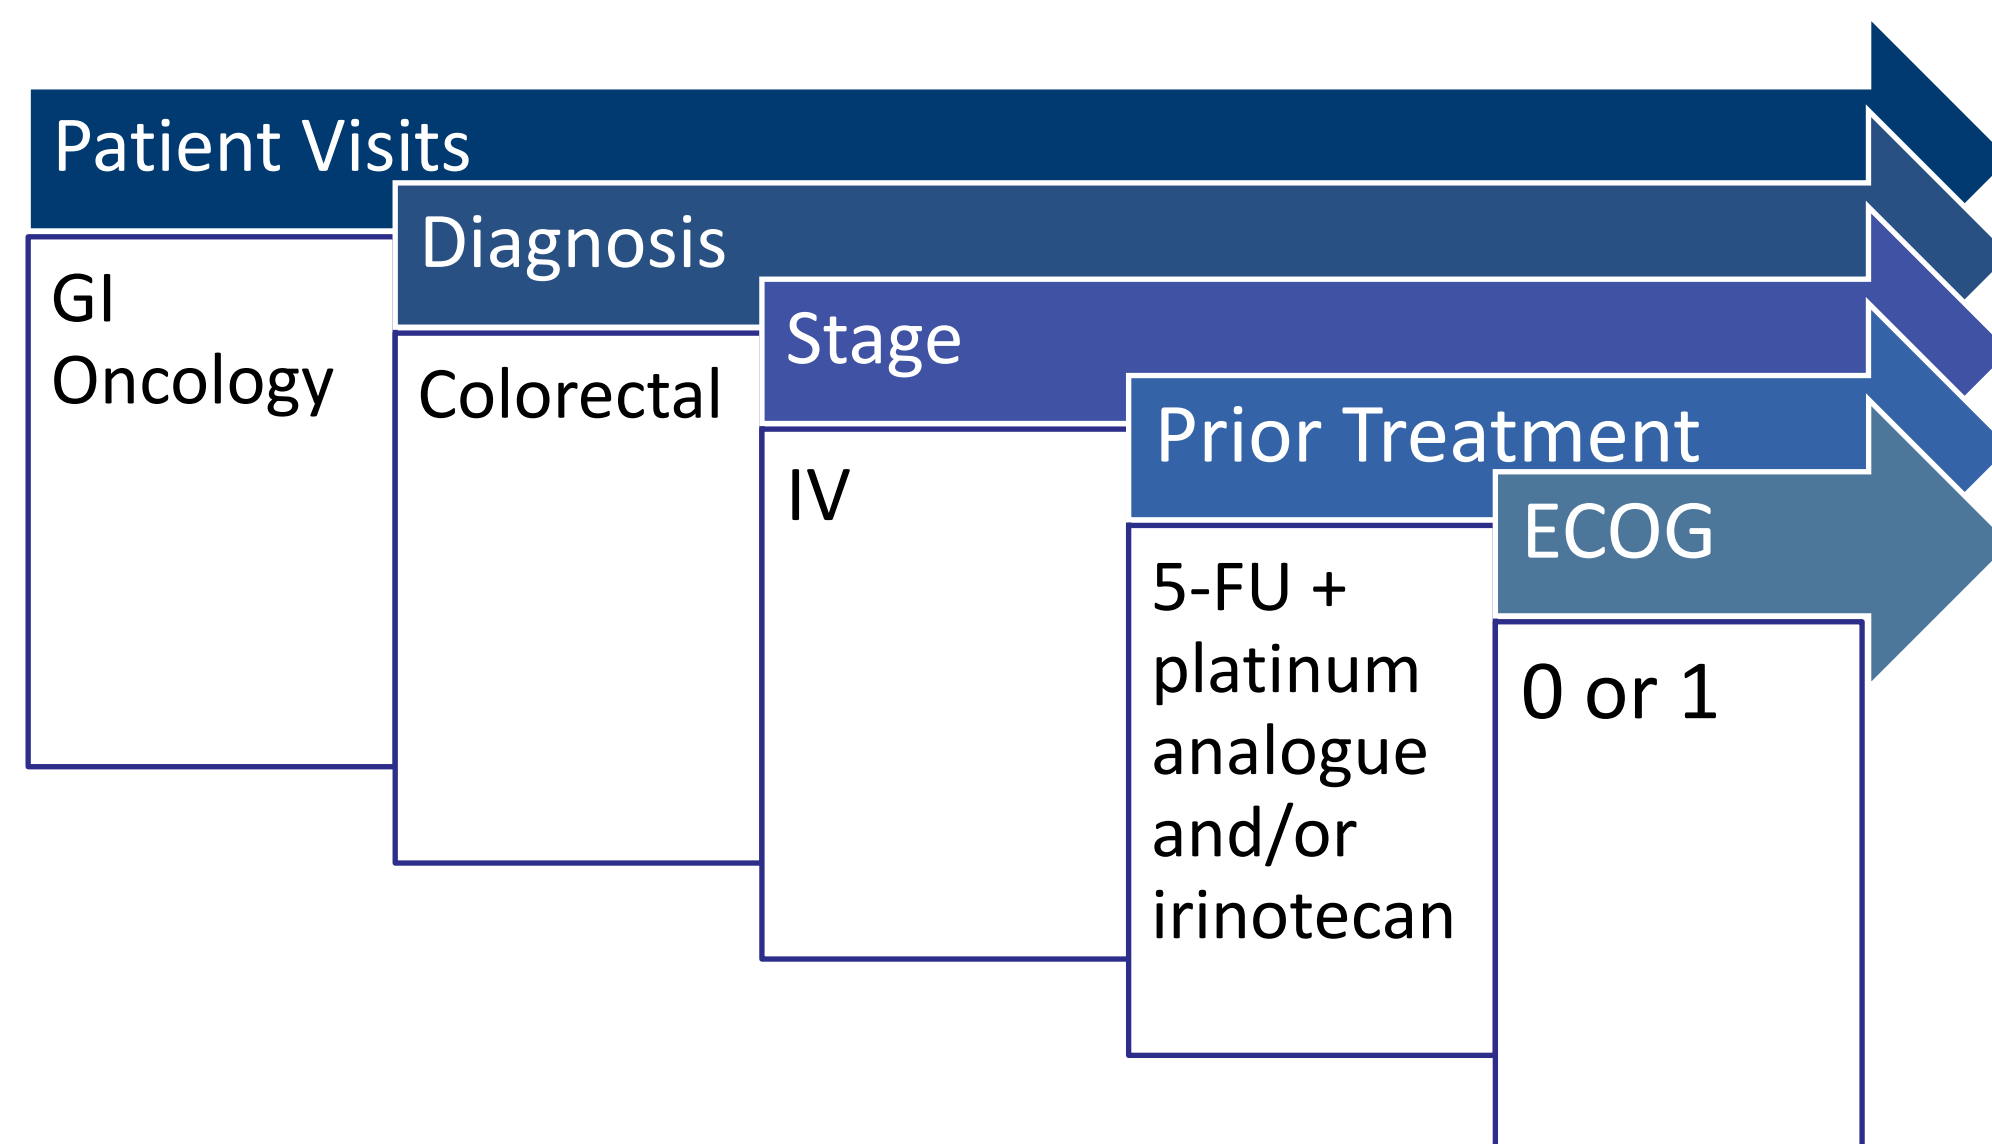 Patient Visits
GI
Oncology
Diagnosis
Colorectal
Stage
IV
Prior Treatment
5-FU +
platinum
analogue
and/or
irinotecan
ECOG
0 or 1